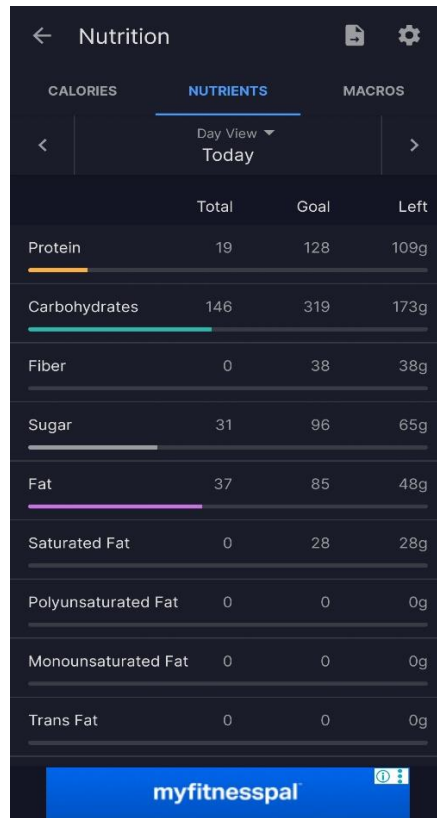 Nutrition
CALORIES NUTRIENTS MACROS
Day View
Today
Total Goal Left
Protein 19 128 109g
Carbohydrates 146 319 173g
Fiber 0 38 38g
Sugar 31 96 65g
Fat 37 85 48g
Saturated Fat 0 28 28g
Polyunsaturated Fat 0 0 0g
Monounsaturated Fat 0 0 0g
Trans Fat 0 0 0g
myfitnesspal